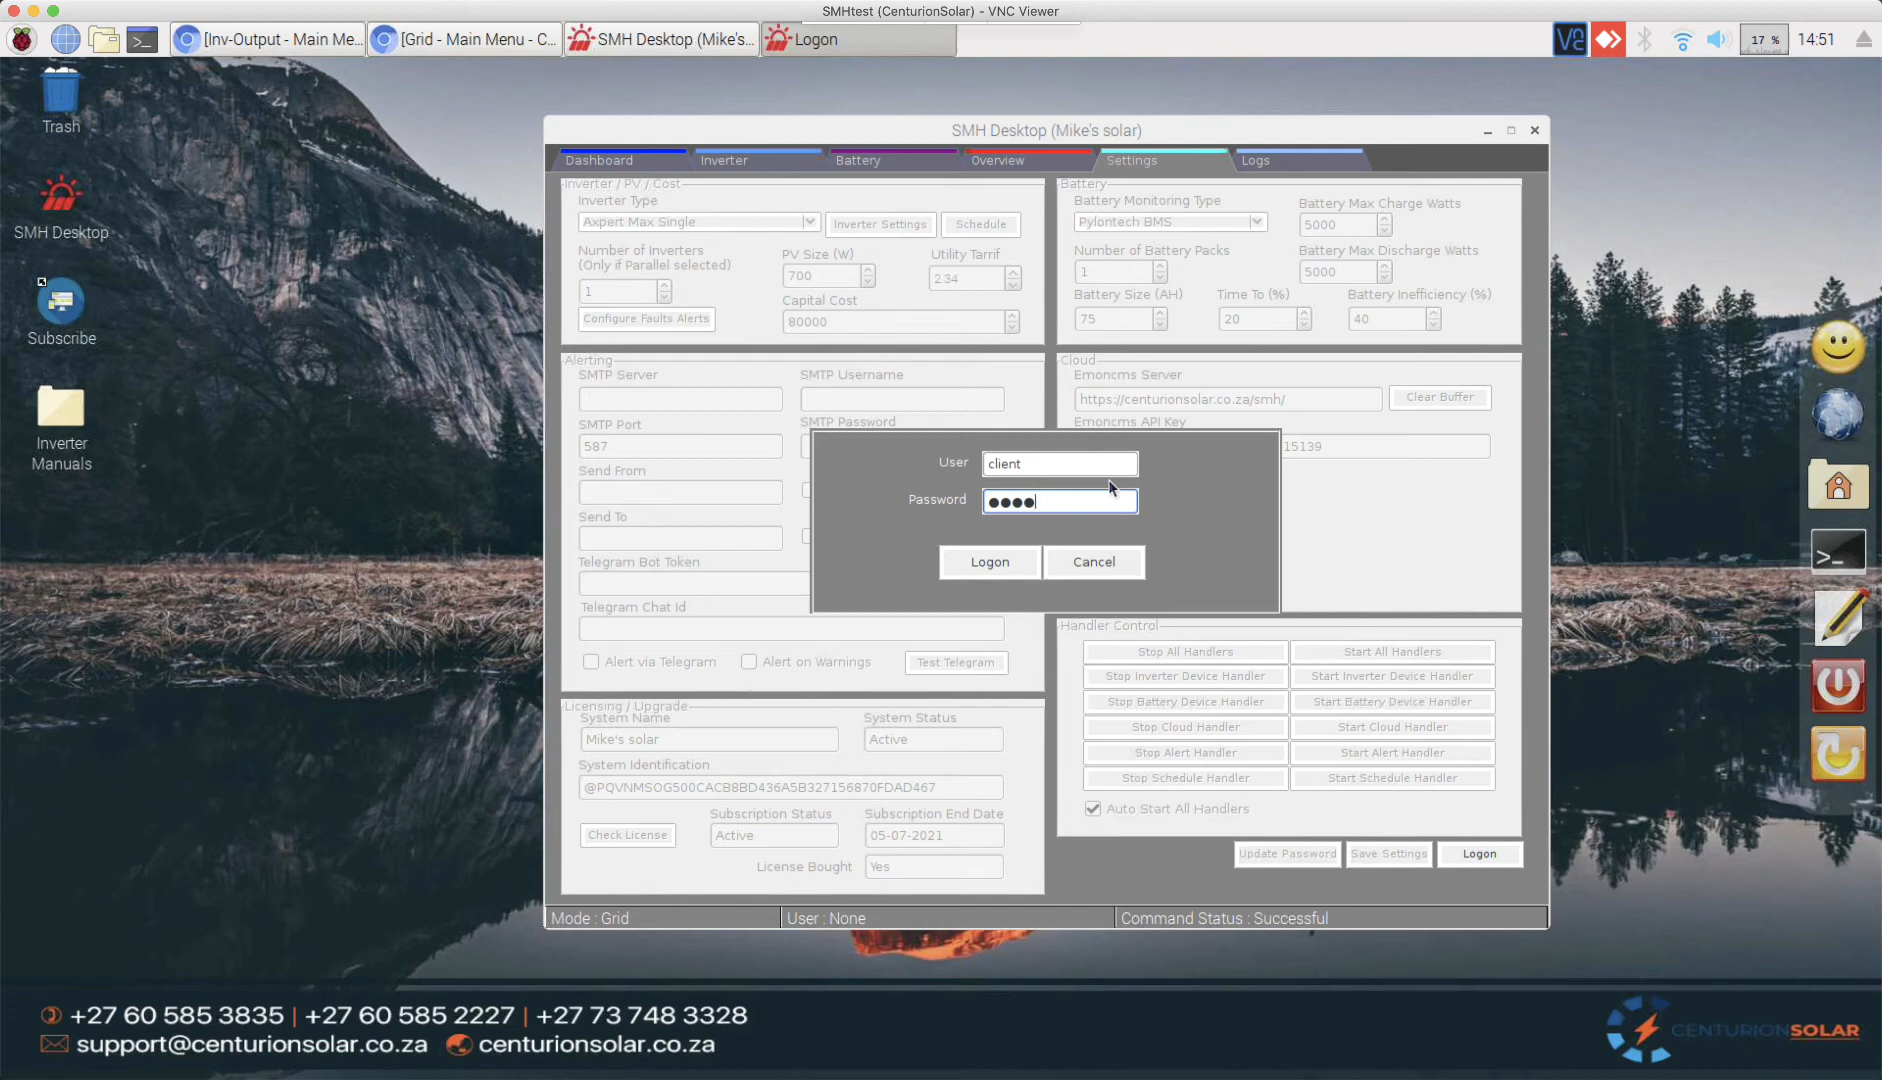 SMHtest (CenturionSolar) - VNC Viewer
[Inv-Output - Main Me...
[Grid - Main Menu - C...
SMH Desktop (Mike's...
Logon
17 %
14:51
Trash
SMH Desktop
Subscribe
Inverter
Manuals
SMH Desktop (Mike's solar)
Dashboard
Inverter
Battery
Overview
Settings
Logs
Inverter / PV / Cost
Inverter Type
Axpert Max Single
Inverter Settings
Schedule
Number of Inverters
(Only if Parallel selected)
1
PV Size (W)
700
Utility Tarrif
2.34
Capital Cost
80000
Configure Faults Alerts
Battery
Battery Monitoring Type
Pylontech BMS
Battery Max Charge Watts
5000
Number of Battery Packs
1
Battery Max Discharge Watts
5000
Battery Size (AH)
75
Time To (%)
20
Battery Inefficiency (%)
40
Alerting
SMTP Server
SMTP Username
SMTP Port
587
SMTP Password
Send From
Send To
Telegram Bot Token
Telegram Chat Id
Alert via Telegram
Alert on Warnings
Test Telegram
Cloud
Emoncms Server
https://centurionsolar.co.za/smh/
Clear Buffer
Emoncms API Key
15139
User
client
Password
Logon
Cancel
Handler Control
Stop All Handlers
Start All Handlers
Stop Inverter Device Handler
Start Inverter Device Handler
Stop Battery Device Handler
Start Battery Device Handler
Stop Cloud Handler
Start Cloud Handler
Stop Alert Handler
Start Alert Handler
Stop Schedule Handler
Start Schedule Handler
Auto Start All Handlers
Licensing / Upgrade
System Name
Mike's solar
System Status
Active
System Identification
@PQVNMSOG500CACB8BD436A5B327156870FDAD467
Check License
Subscription Status
Active
Subscription End Date
05-07-2021
License Bought
Yes
Update Password
Save Settings
Logon
Mode : Grid
User : None
Command Status : Successful
+27 60 585 3835 | +27 60 585 2227 | +27 73 748 3328
support@centurionsolar.co.za
centurionsolar.co.za
CENTURIONSOLAR